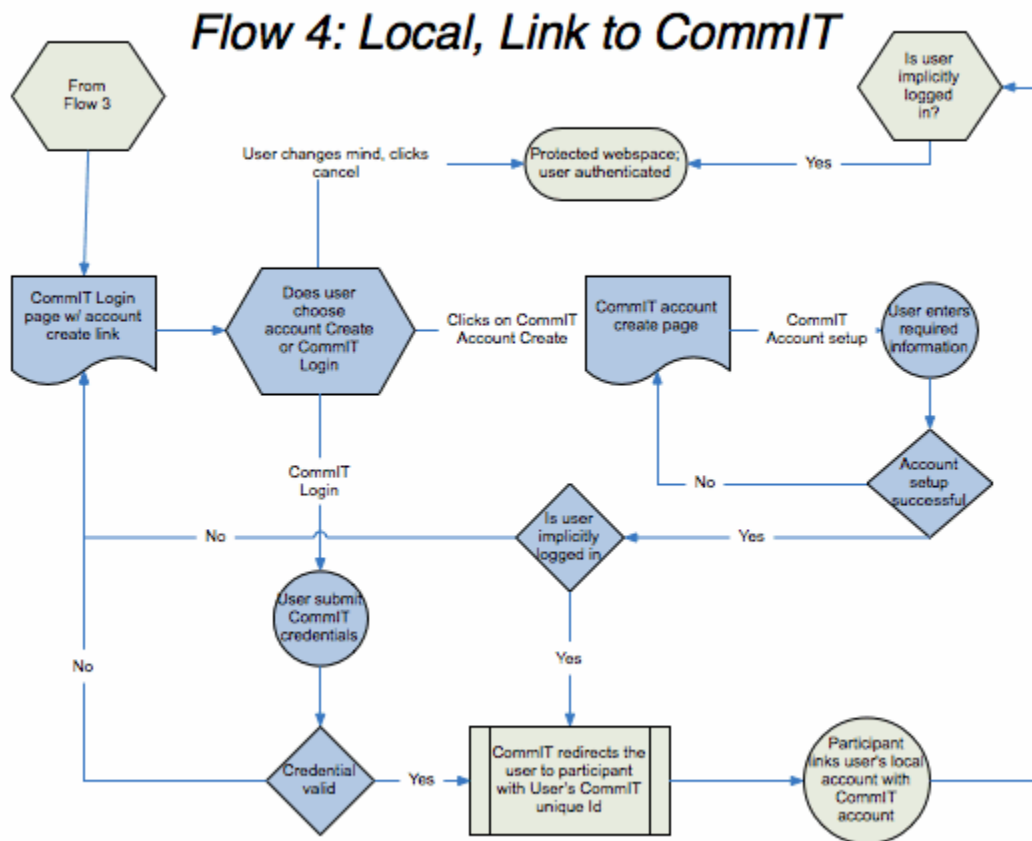 Flow 4: Local, Link to CommIT
From
Flow 3
Is user
implicitly
logged
in?
User changes mind, clicks
cancel
Protected webspace;
user authenticated
Yes
CommIT Login
page w/ account
create link
Does user
choose
account Create
or CommIT
Login
Clicks on CommIT
Account Create
CommIT account
create page
CommIT
Account setup
User enters
required
information
CommIT
Login
No
Account
setup
successful
No
Is user
implicitly
logged in
Yes
User submit
CommIT
credentials
No
Yes
Credential
valid
Yes
CommIT redirects the
user to participant
with User's CommIT
unique Id
Participant
links user's local
account with
CommIT
account